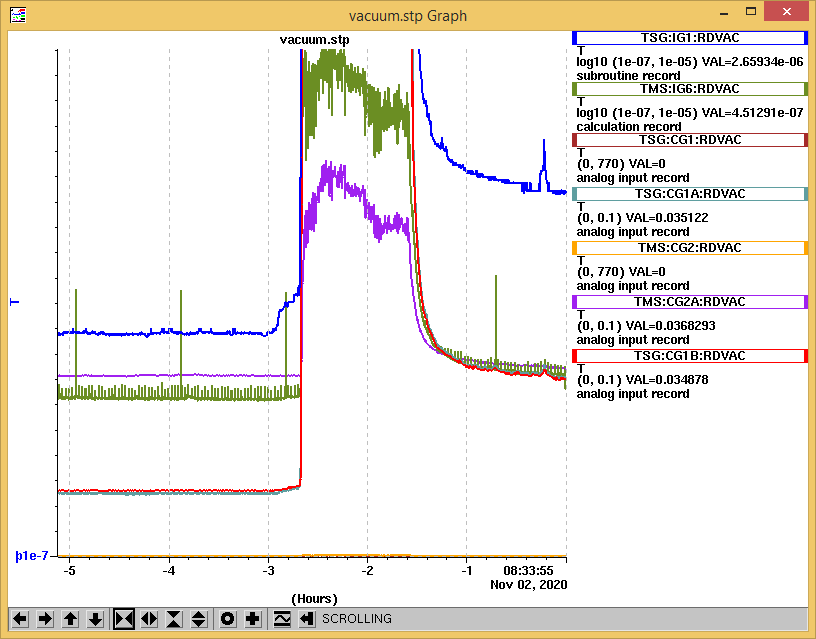 vacuum.stp Graph
vacuum.stp
TSG:IG1:RDVAC
T
log10 (1e-07, 1e-05) VAL=2.65934e-06
subroutine record
TMS:IG6:RDVAC
T
log10 (1e-07, 1e-05) VAL=4.51291e-07
calculation record
TSG:CG1:RDVAC
T
(0, 770) VAL=0
analog input record
TSG:CG1A:RDVAC
T
(0, 0.1) VAL=0.035122
analog input record
TMS:CG2:RDVAC
T
(0, 770) VAL=0
analog input record
TMS:CG2A:RDVAC
T
(0, 0.1) VAL=0.0368293
analog input record
TSG:CG1B:RDVAC
T
(0, 0.1) VAL=0.034878
analog input record
T
1e-7
-5 -4 -3 -2 -1 08:33:55
Nov 02, 2020
(Hours)
SCROLLING